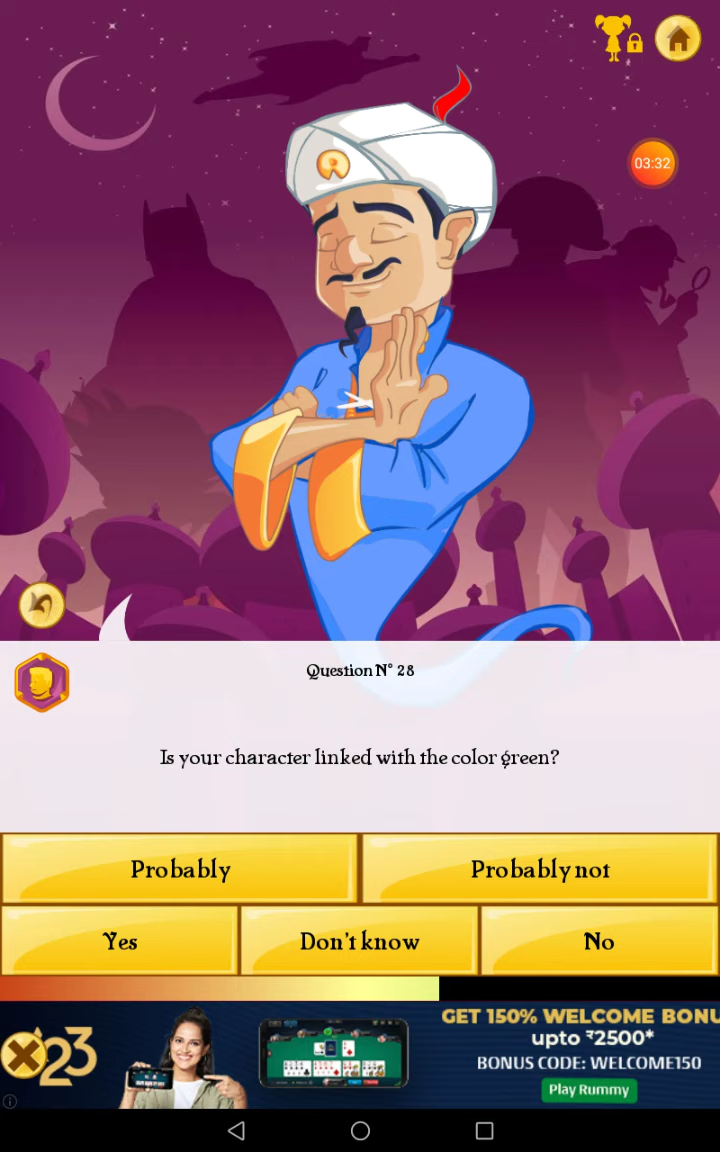 03:32
Question N° 28
Is your character linked with the color green?
Probably
Probably not
Yes
Don't know
No
GET 150% WELCOME BONU
upto ₹2500*
BONUS CODE: WELCOME150
Play Rummy
23